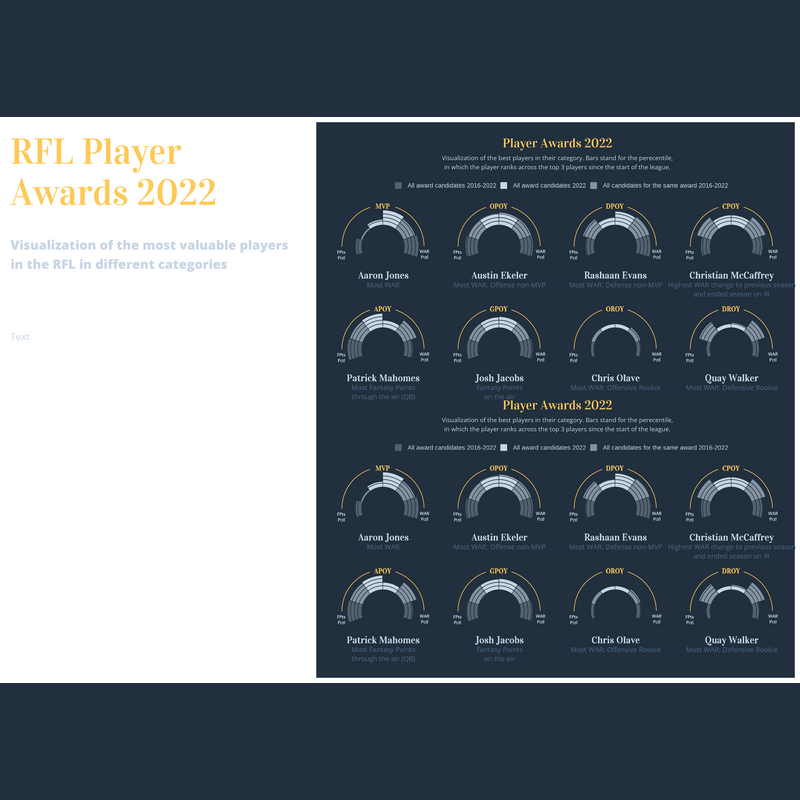 RFL Player
Awards 2022
Visualization of the most valuable players
in the RFL in different categories
Text
Player Awards 2022
Visualization of the best players in their category. Bars stand for the perecentile,
in which the player ranks across the top 3 players since the start of the league.
All award candidates 2016-2022 All award candidates 2022 All candidates for the same award 2016-2022
MVP OPOY DPOY CPOY
FPts Pctl WAR Pctl FPts Pctl WAR Pctl FPts Pctl WAR Pctl FPts Pctl WAR Pctl
Aaron Jones Austin Ekeler Rashaan Evans Christian McCaffrey
Most WAR Most WAR: Offense non-MVP Most WAR: Defense non-MVP Highest WAR change to previous season
and ended season on IR
APOY GPOY OROY DROY
FPts Pctl WAR Pctl FPts Pctl WAR Pctl FPts Pctl WAR Pctl FPts Pctl WAR Pctl
Patrick Mahomes Josh Jacobs Chris Olave Quay Walker
Most Fantasy Points Fantasy Points Most WAR: Offensive Rookie Most WAR: Defensive Rookie
through the air (QB) on the air
Player Awards 2022
Visualization of the best players in their category. Bars stand for the perecentile,
in which the player ranks across the top 3 players since the start of the league.
All award candidates 2016-2022 All award candidates 2022 All candidates for the same award 2016-2022
MVP OPOY DPOY CPOY
FPts Pctl WAR Pctl FPts Pctl WAR Pctl FPts Pctl WAR Pctl FPts Pctl WAR Pctl
Aaron Jones Austin Ekeler Rashaan Evans Christian McCaffrey
Most WAR Most WAR: Offense non-MVP Most WAR: Defense non-MVP Highest WAR change to previous season
and ended season on IR
APOY GPOY OROY DROY
FPts Pctl WAR Pctl FPts Pctl WAR Pctl FPts Pctl WAR Pctl FPts Pctl WAR Pctl
Patrick Mahomes Josh Jacobs Chris Olave Quay Walker
Most Fantasy Points Fantasy Points Most WAR: Offensive Rookie Most WAR: Defensive Rookie
through the air (QB) on the air